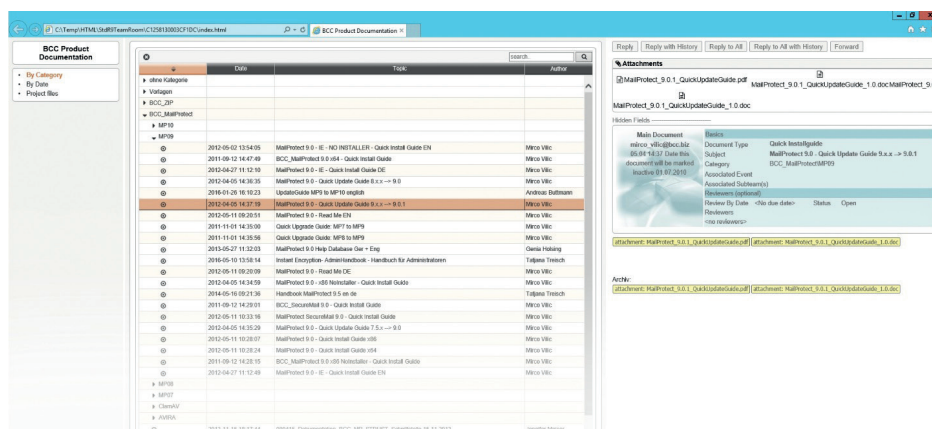 C:\Temp\HTML\StdR9TeamRoom\C1258130003CF1DC\index.html
BCC Product Documentation
BCC Product
Documentation
By Category
By Date
Project files
search
Date Topic Author
ohne Kategorie
Vorlagen
BCC_ZIP
BCC_MailProtect
MP10
MP09
2012-05-02 13:54:05 MailProtect 9.0 - IE - NO INSTALLER - Quick Install Guide EN Mirco Vilic
2011-09-12 14:47:49 BCC_MailProtect 9.0 x64 - Quick Install Guide Mirco Vilic
2012-04-27 11:12:10 MailProtect 9.0 - IE - Quick Install Guide DE Mirco Vilic
2012-04-05 14:36:35 MailProtect 9.0 - Quick Update Guide 8.x.x --> 9.0 Mirco Vilic
2016-01-26 16:10:23 UpdateGuide MP9 to MP10 english Andreas Buttmann
2012-04-05 14:37:19 MailProtect 9.0 - Quick Update Guide 9.x.x --> 9.0.1 Mirco Vilic
2012-05-11 09:20:51 MailProtect 9.0 - Read Me EN Mirco Vilic
2011-11-01 14:35:00 Quick Upgrade Guide: MP7 to MP9 Mirco Vilic
2011-11-01 14:35:56 Quick Upgrade Guide: MP8 to MP9 Mirco Vilic
2013-05-27 11:32:03 MailProtect 9.0 Help Database Ger + Eng Genia Holsing
2016-05-10 13:58:14 Instant Encryption- AdminHandbook - Handbuch für Administratoren Tatjana Treisch
2012-05-11 09:20:09 MailProtect 9.0 - Read Me DE Mirco Vilic
2012-04-05 14:34:59 MailProtect 9.0 - x86 NoInstaller - Quick Install Guide Mirco Vilic
2014-05-16 09:21:36 Handbook MailProtect 9.5 en de Tatjana Treisch
2011-09-12 14:20:01 BCC_SecureMail 9.0 - Quick Install Guide Mirco Vilic
2012-05-11 10:33:16 MailProtect SecureMail 9.0 - Quick Install Guide Mirco Vilic
2012-04-05 14:35:29 MailProtect 9.0 - Quick Update Guide 7.5.x --> 9.0 Mirco Vilic
2012-05-11 10:28:07 MailProtect 9.0 - Quick Install Guide x86 Mirco Vilic
2012-05-11 10:28:24 MailProtect 9.0 - Quick Install Guide x64 Mirco Vilic
2011-09-12 14:28:15 BCC_MailProtect 9.0 x86 NoInstaller - Quick Install Guide Mirco Vilic
2012-04-27 11:12:49 MailProtect 9.0 - IE - Quick Install Guide EN Mirco Vilic
MP08
MP07
ClamAV
AVIRA
Reply Reply with History Reply to All Reply to All with History Forward
Attachments
MailProtect_9.0.1_QuickUpdateGuide.pdf
MailProtect_9.0.1_QuickUpdateGuide_1.0.doc MailProtect_9.0
MailProtect_9.0.1_QuickUpdateGuide_1.0.doc
Hidden Fields
Main Document
mirco_vilic@bcc.biz
05.04 14:37 Date this
document will be marked
Inactive 01.07.2010
Basics
Document Type Quick Installguide
Subject MailProtect 9.0 - Quick Update Guide 9.x.x --> 9.0.1
Category BCC_MailProtect\MP09
Associated Event
Associated Subteam(s)
Reviewers (optional)
Review By Date <No due date> Status Open
Reviewers
<no reviewers>
attachment: MailProtect_9.0.1_QuickUpdateGuide.pdf attachment: MailProtect_9.0.1_QuickUpdateGuide_1.0.doc
Archiv:
attachment: MailProtect_9.0.1_QuickUpdateGuide.pdf attachment: MailProtect_9.0.1_QuickUpdateGuide_1.0.doc